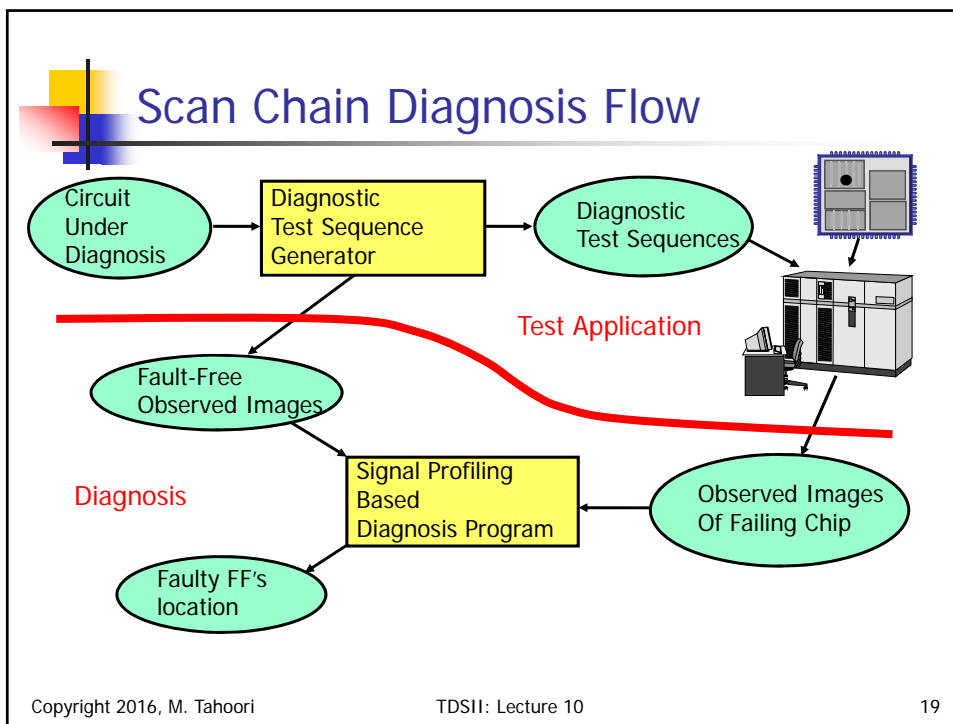 Scan Chain Diagnosis Flow
Circuit
Under
Diagnosis
Diagnostic
Test Sequence
Generator
Diagnostic
Test Sequences
Test Application
Fault-Free
Observed Images
Diagnosis
Signal Profiling
Based
Diagnosis Program
Observed Images
Of Failing Chip
Faulty FF's
location
Copyright 2016, M. Tahoori
TDSII: Lecture 10
19